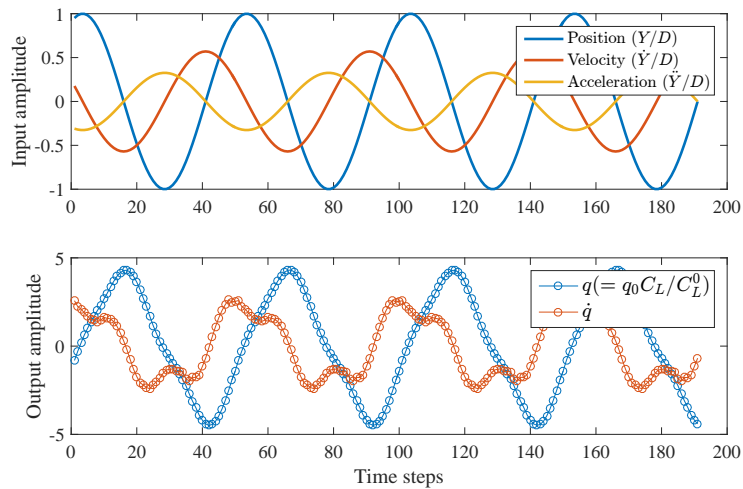 1
0.5
0
-0.5
-1
Input amplitude
0 20 40 60 80 100 120 140 160 180 200
Position (Y/D)
Velocity (Ẏ/D)
Acceleration (Ÿ/D)
5
0
-5
Output amplitude
0 20 40 60 80 100 120 140 160 180 200
Time steps
q(= q₀C_L/C_L⁰)
q̇